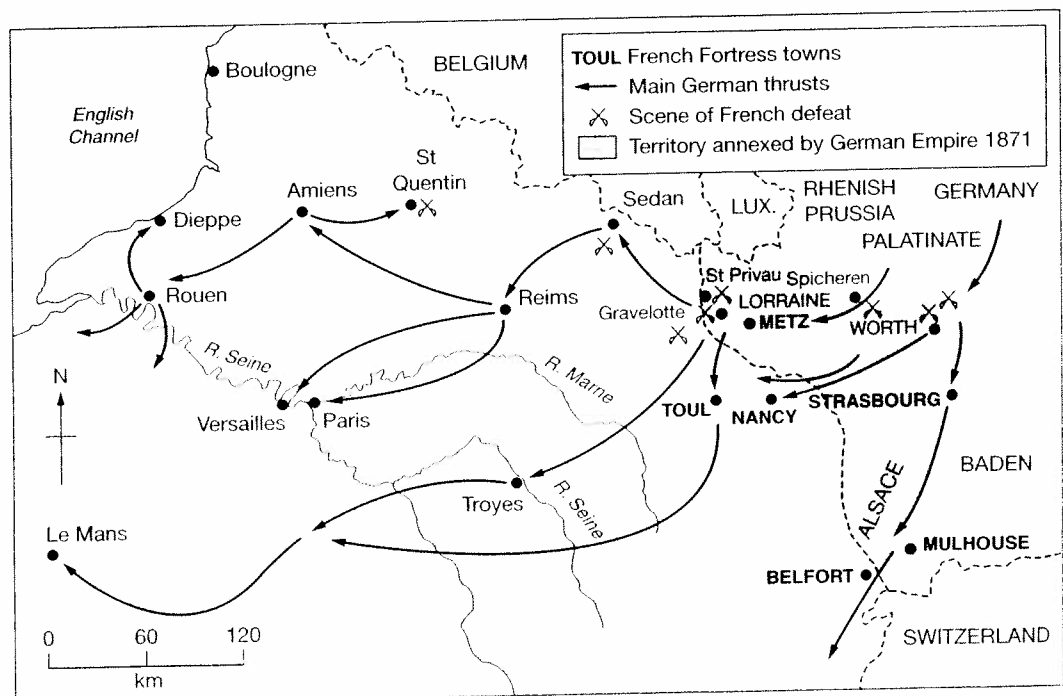 TOUL French Fortress towns
Main German thrusts
Scene of French defeat
Territory annexed by German Empire 1871
Boulogne
BELGIUM
English
Channel
St
Quentin
Amiens
Dieppe
Sedan
LUX.
RHENISH
PRUSSIA
GERMANY
PALATINATE
Rouen
Reims
St Privau
Spicheren
LORRAINE
Gravelotte
METZ
WORTH
N
R. Seine
R. Marne
Versailles
Paris
TOUL
NANCY
STRASBOURG
BADEN
ALSACE
Troyes
R. Seine
Le Mans
MULHOUSE
BELFORT
SWITZERLAND
0 60 120
km